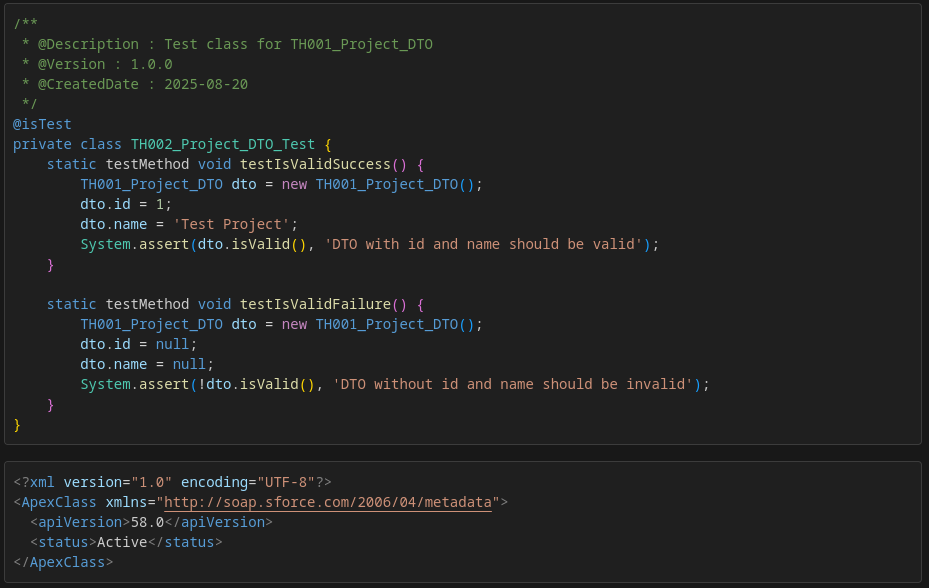 /**
 * @Description : Test class for TH001_Project_DTO
 * @Version : 1.0.0
 * @CreatedDate : 2025-08-20
 */
@isTest
private class TH002_Project_DTO_Test {
    static testMethod void testIsValidSuccess() {
        TH001_Project_DTO dto = new TH001_Project_DTO();
        dto.id = 1;
        dto.name = 'Test Project';
        System.assert(dto.isValid(), 'DTO with id and name should be valid');
    }

    static testMethod void testIsValidFailure() {
        TH001_Project_DTO dto = new TH001_Project_DTO();
        dto.id = null;
        dto.name = null;
        System.assert(!dto.isValid(), 'DTO without id and name should be invalid');
    }
}

<?xml version="1.0" encoding="UTF-8"?>
<ApexClass xmlns="http://soap.sforce.com/2006/04/metadata">
  <apiVersion>58.0</apiVersion>
  <status>Active</status>
</ApexClass>